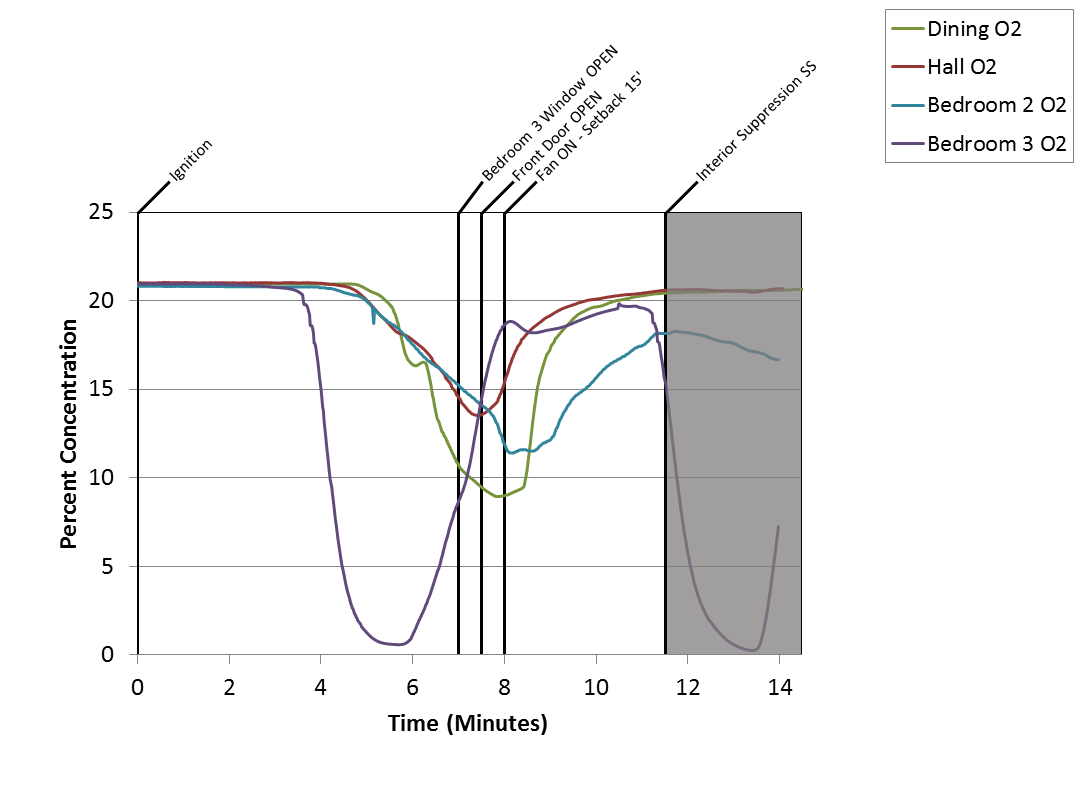 Dining O2
Hall O2
Bedroom 2 O2
Bedroom 3 O2
Ignition
Bedroom 3 Window OPEN
Front Door OPEN
Fan ON - Setback 15'
Interior Suppression SS
25
20
15
10
5
0
Percent Concentration
0 2 4 6 8 10 12 14
Time (Minutes)